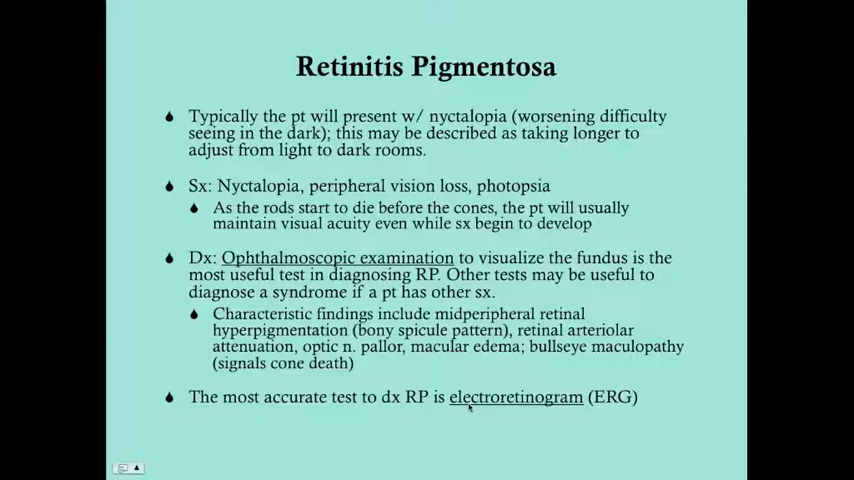 Retinitis Pigmentosa
Typically the pt will present w/ nyctalopia (worsening difficulty
seeing in the dark); this may be described as taking longer to
adjust from light to dark rooms.
Sx: Nyctalopia, peripheral vision loss, photopsia
As the rods start to die before the cones, the pt will usually
maintain visual acuity even while sx begin to develop
Dx: Ophthalmoscopic examination to visualize the fundus is the
most useful test in diagnosing RP. Other tests may be useful to
diagnose a syndrome if a pt has other sx.
Characteristic findings include midperipheral retinal
hyperpigmentation (bony spicule pattern), retinal arteriolar
attenuation, optic n. pallor, macular edema; bullseye maculopathy
(signals cone death)
The most accurate test to dx RP is electroretinogram (ERG)